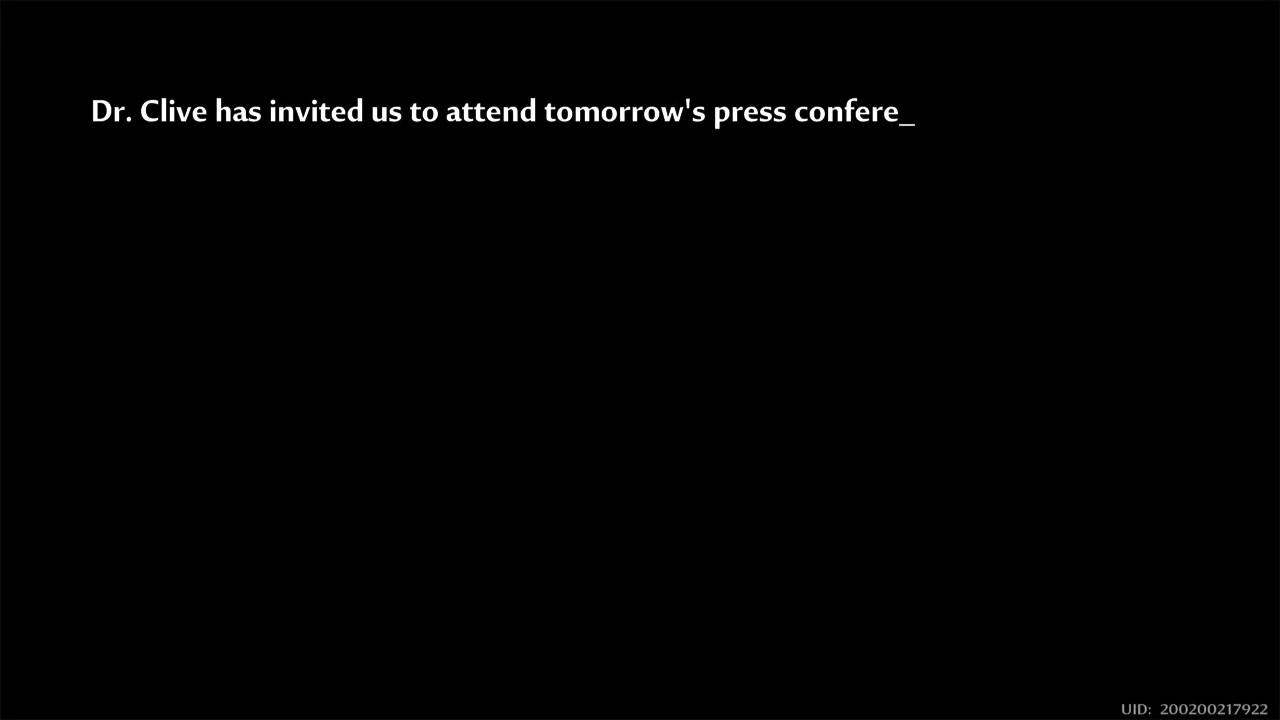 Dr. Clive has invited us to attend tomorrow's press confere_
UID: 200200217922